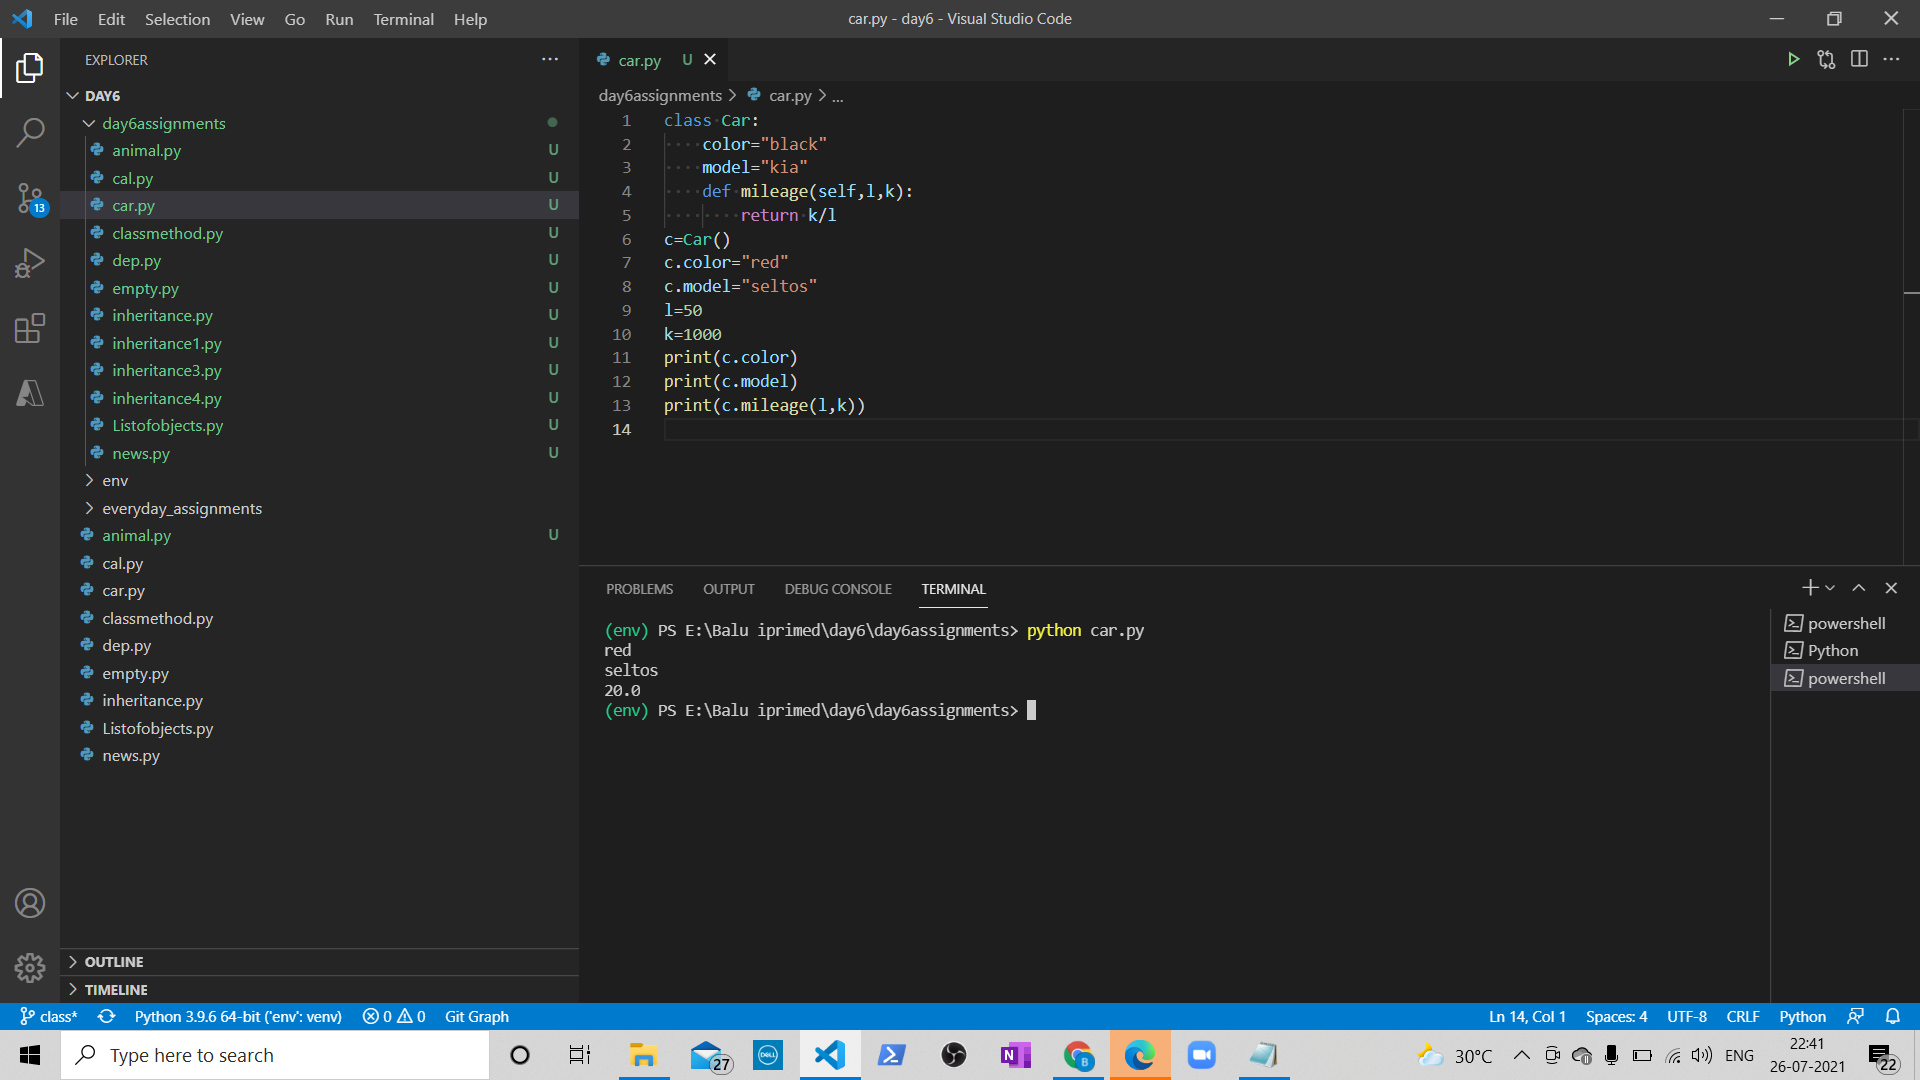 File Edit Selection View Go Run Terminal Help
car.py - day6 - Visual Studio Code
EXPLORER
DAY6
day6assignments
animal.py U
cal.py U
car.py U
classmethod.py U
dep.py U
empty.py U
inheritance.py U
inheritance1.py U
inheritance3.py U
inheritance4.py U
Listofobjects.py U
news.py U
env
everyday_assignments
animal.py U
cal.py
car.py
classmethod.py
dep.py
empty.py
inheritance.py
Listofobjects.py
news.py
OUTLINE
TIMELINE
13
car.py U
day6assignments > car.py > ...
1 class Car:
2 color="black"
3 model="kia"
4 def mileage(self,l,k):
5 return k/l
6 c=Car()
7 c.color="red"
8 c.model="seltos"
9 l=50
10 k=1000
11 print(c.color)
12 print(c.model)
13 print(c.mileage(l,k))
14
PROBLEMS OUTPUT DEBUG CONSOLE TERMINAL
(env) PS E:\Balu iprimed\day6\day6assignments> python car.py
red
seltos
20.0
(env) PS E:\Balu iprimed\day6\day6assignments>
powershell
Python
powershell
class* Python 3.9.6 64-bit ('env': venv) 0 0 Git Graph
Ln 14, Col 1 Spaces: 4 UTF-8 CRLF Python
Type here to search
27
DELL
N
B
30°C
ENG
22:41
26-07-2021
22